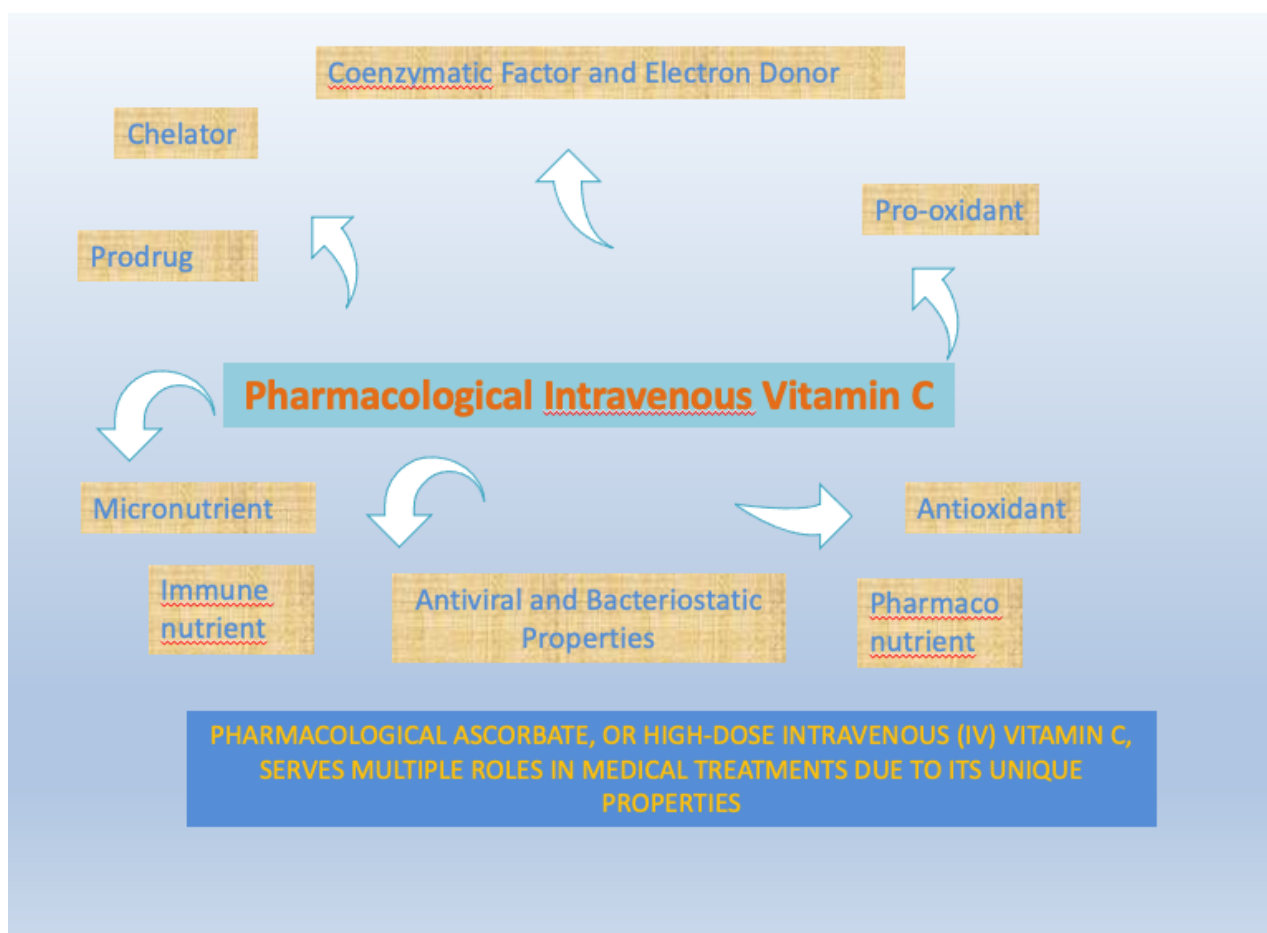 Coenzymatic Factor and Electron Donor
Chelator
Pro-oxidant
Prodrug
Pharmacological Intravenous Vitamin C
Micronutrient
Antioxidant
Immune
nutrient
Antiviral and Bacteriostatic
Properties
Pharmaco
nutrient
PHARMACOLOGICAL ASCORBATE, OR HIGH-DOSE INTRAVENOUS (IV) VITAMIN C,
SERVES MULTIPLE ROLES IN MEDICAL TREATMENTS DUE TO ITS UNIQUE
PROPERTIES